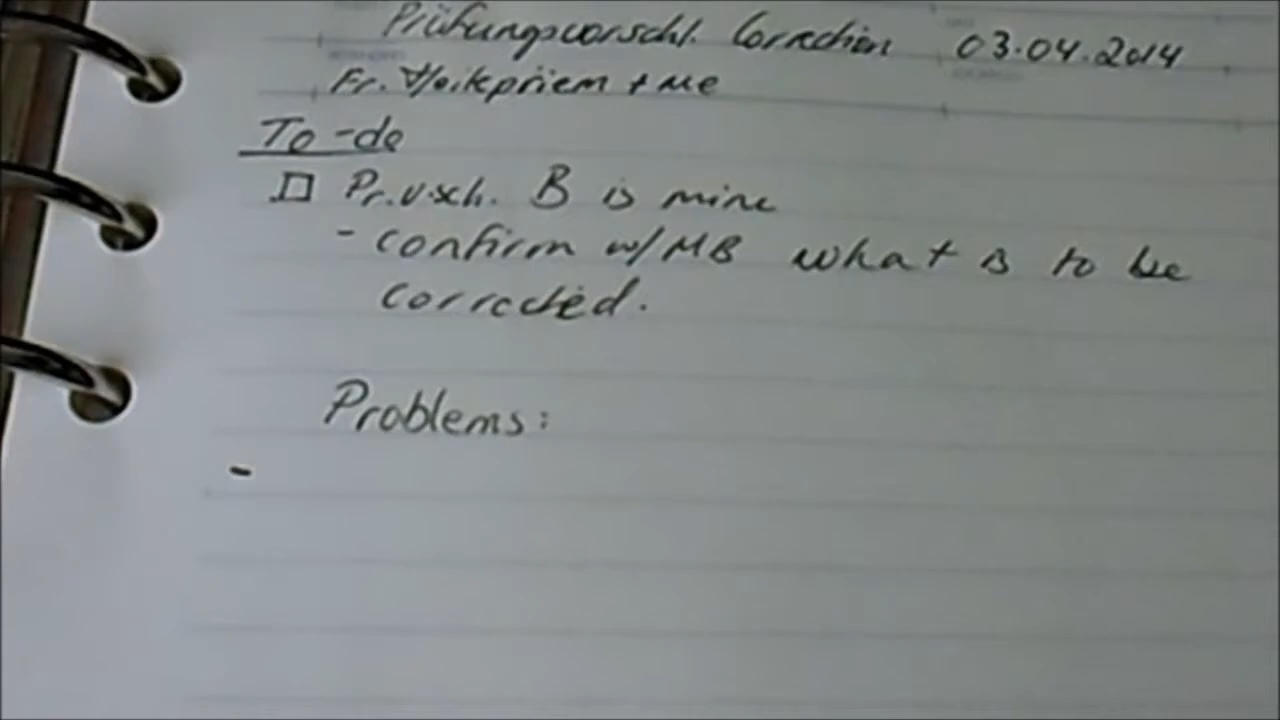 Prüfungsvorschl. Correction 03.04.2014
Fr. + Me
To-do
Pr.v.sch. B is mine
- confirm w/MB what is to be
corrected.
Problems:
-